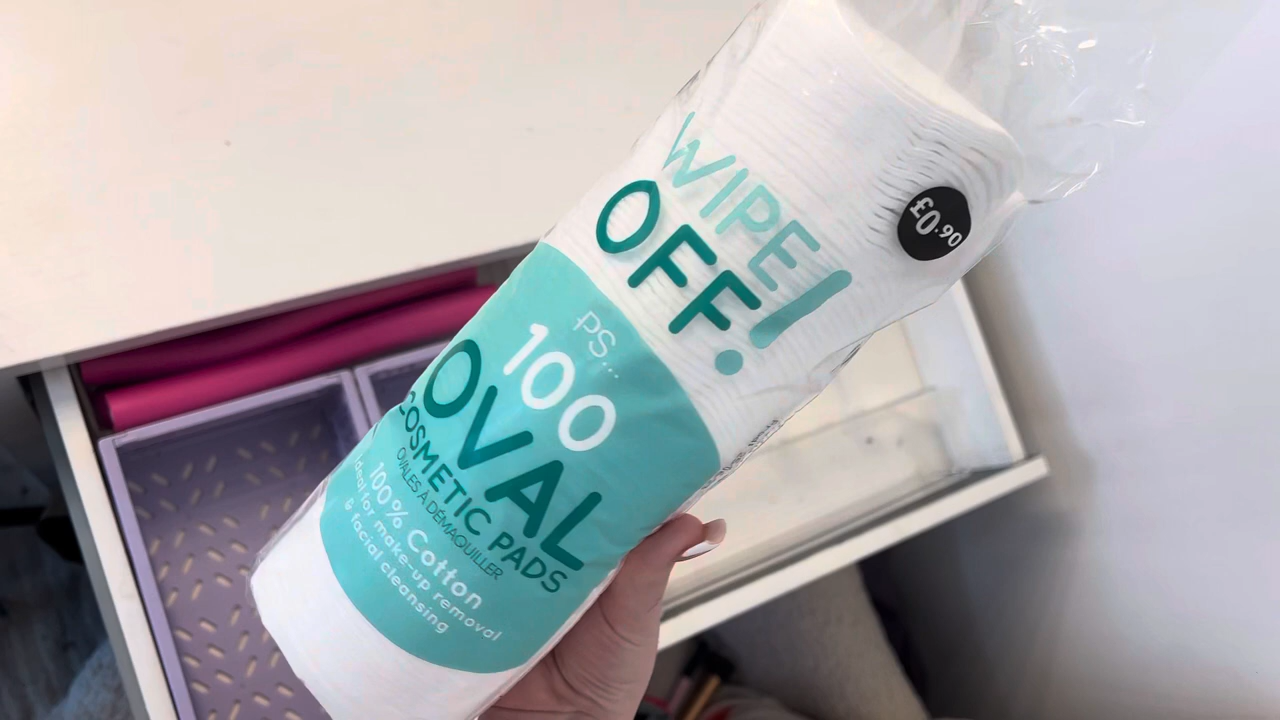 WIPE
OFF!
£0.90
PS...
100
OVAL
COSMETIC PADS
OVALES À DÉMAQUILLER
100% Cotton
ideal for make-up removal
& facial cleansing